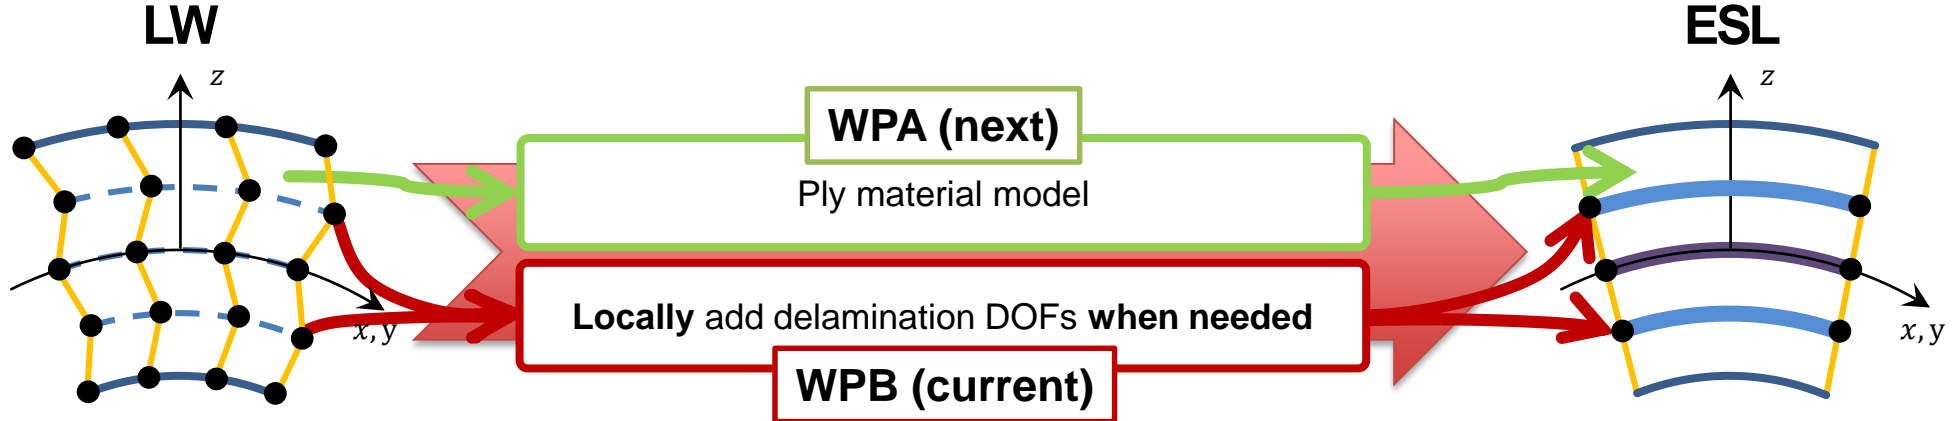 LW
z
x, y
WPA (next)
Ply material model
Locally add delamination DOFs when needed
WPB (current)
ESL
z
x, y